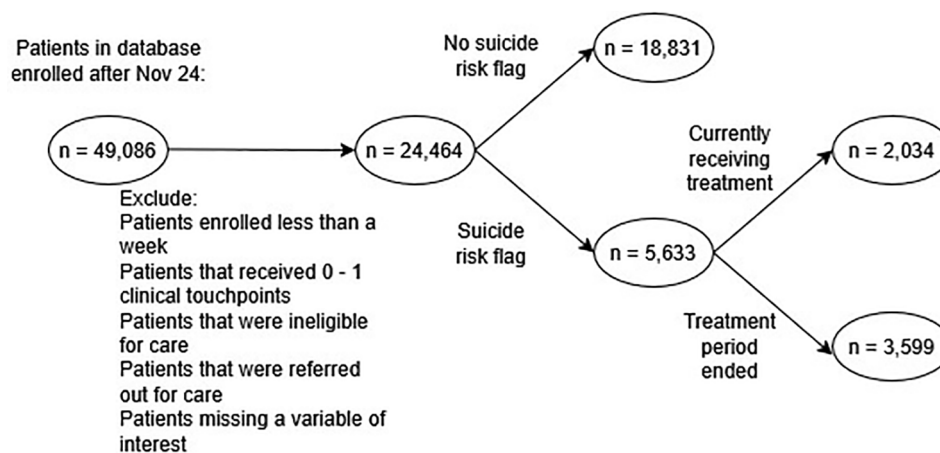 Patients in database
enrolled after Nov 24:
n = 49,086
Exclude:
Patients enrolled less than a
week
Patients that received 0 - 1
clinical touchpoints
Patients that were ineligible
for care
Patients that were referred
out for care
Patients missing a variable of
interest
n = 24,464
No suicide
risk flag
n = 18,831
Suicide
risk flag
n = 5,633
Currently
receiving
treatment
n = 2,034
Treatment
period
ended
n = 3,599